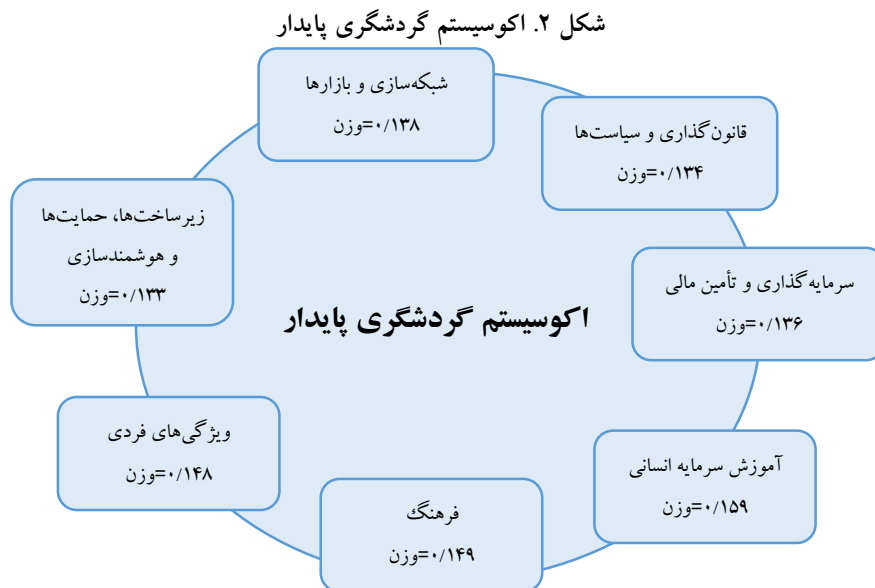 شکل ۲. اکوسیستم گردشگری پایدار
شبکه‌سازی و بازارها
وزن=۰/۱۳۸
قانون‌گذاری و سیاست‌ها
وزن=۰/۱۳۴
سرمایه‌گذاری و تأمین مالی
وزن=۰/۱۳۶
آموزش سرمایه انسانی
وزن=۰/۱۵۹
فرهنگ
وزن=۰/۱۴۹
ویژگی‌های فردی
وزن=۰/۱۴۸
زیرساخت‌ها، حمایت‌ها
و هوشمندسازی
وزن=۰/۱۳۳
اکوسیستم گردشگری پایدار